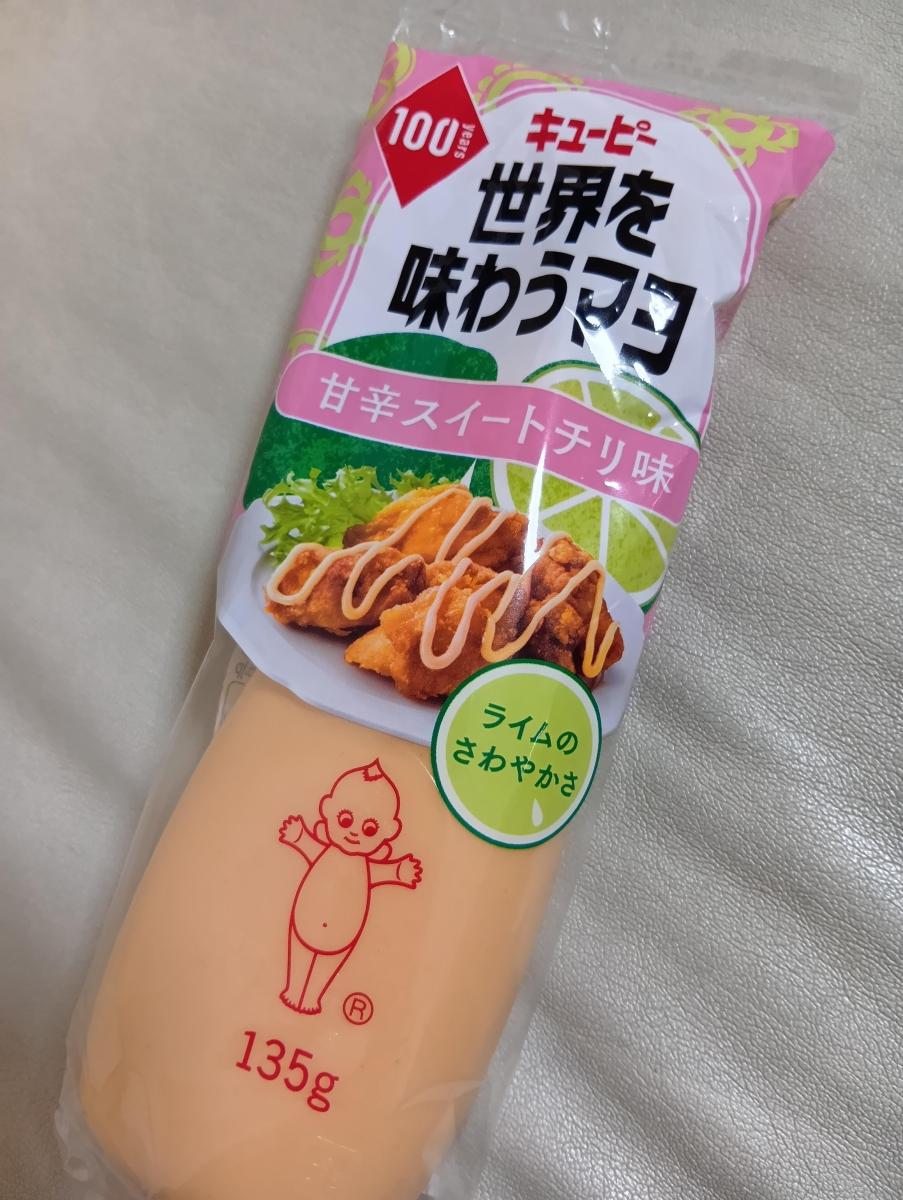 100
years
キューピー
世界を
味わうマヨ
甘辛スイートチリ味
ライムの
さわやかさ
®
135g